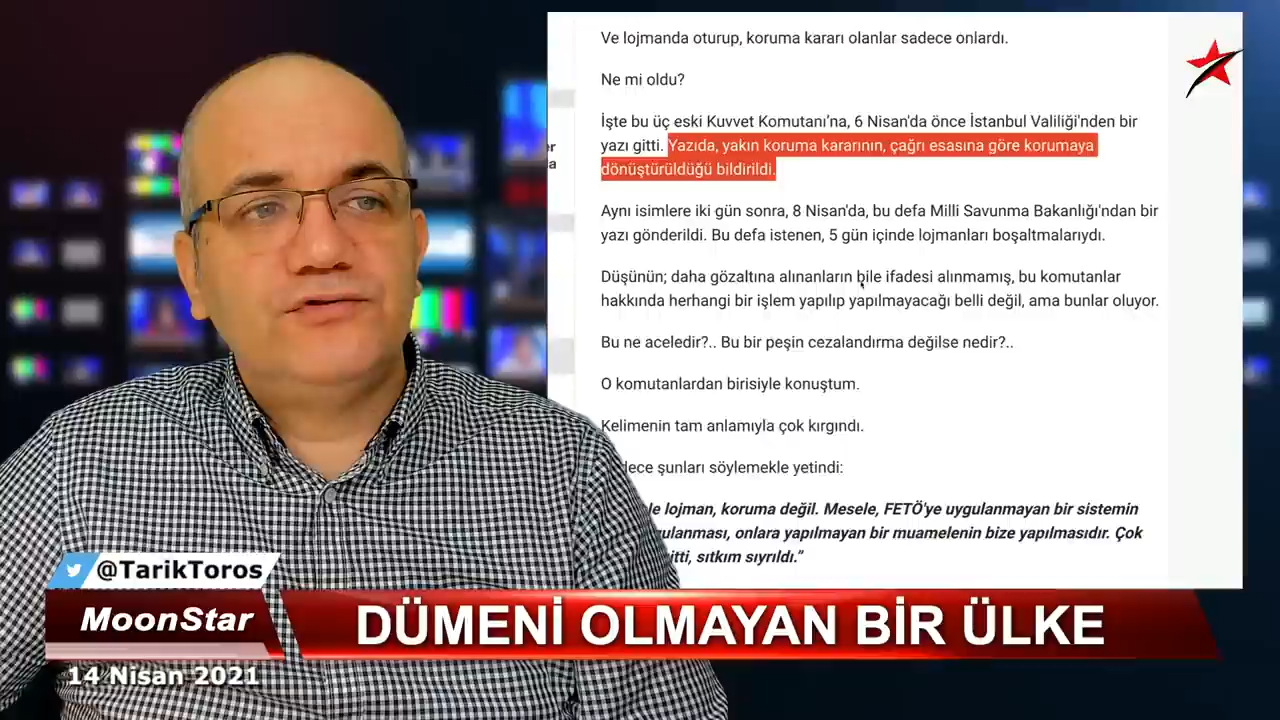 Ve lojmanda oturup, koruma kararı olanlar sadece onlardı.
Ne mi oldu?
İşte bu üç eski Kuvvet Komutanı’na, 6 Nisan'da önce İstanbul Valiliği'nden bir
yazı gitti. Yazıda, yakın koruma kararının, çağrı esasına göre korumaya
dönüştürüldüğü bildirildi.
Aynı isimlere iki gün sonra, 8 Nisan'da, bu defa Milli Savunma Bakanlığı'ndan bir
yazı gönderildi. Bu defa istenen, 5 gün içinde lojmanları boşaltmalarıydı.
Düşünün; daha gözaltına alınanların bile ifadesi alınmamış, bu komutanlar
hakkında herhangi bir işlem yapılıp yapılmayacağı belli değil, ama bunlar oluyor.
Bu ne aceledir?.. Bu bir peşin cezalandırma değilse nedir?..
O komutanlardan birisiyle konuştum.
Kelimenin tam anlamıyla çok kırgındı.
şunları söylemekle yetindi:
lojman, koruma değil. Mesele, FETÖ'ye uygulanmayan bir sistemin
onlara yapılmayan bir muamelenin bize yapılmasıdır. Çok
sıtkım sıyrıldı.”
@TarikToros
MoonStar
DÜMENİ OLMAYAN BİR ÜLKE
14 Nisan 2021